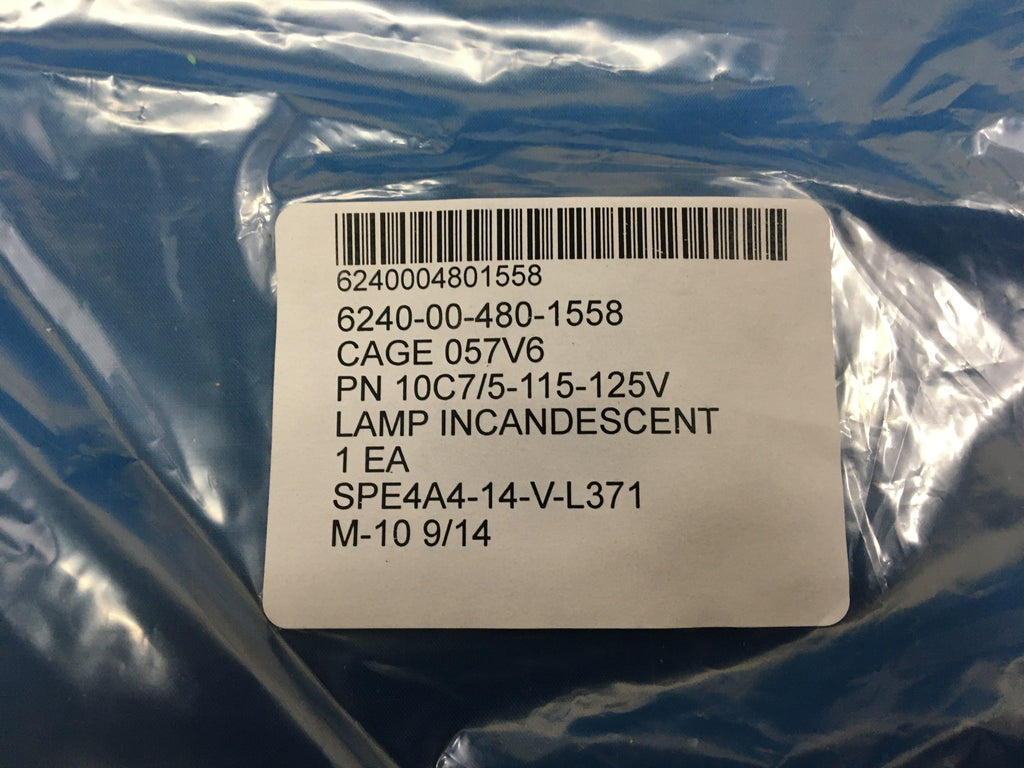 6240004801558
6240-00-480-1558
CAGE 057V6
PN 10C7/5-115-125V
LAMP INCANDESCENT
1 EA
SPE4A4-14-V-L371
M-10 9/14